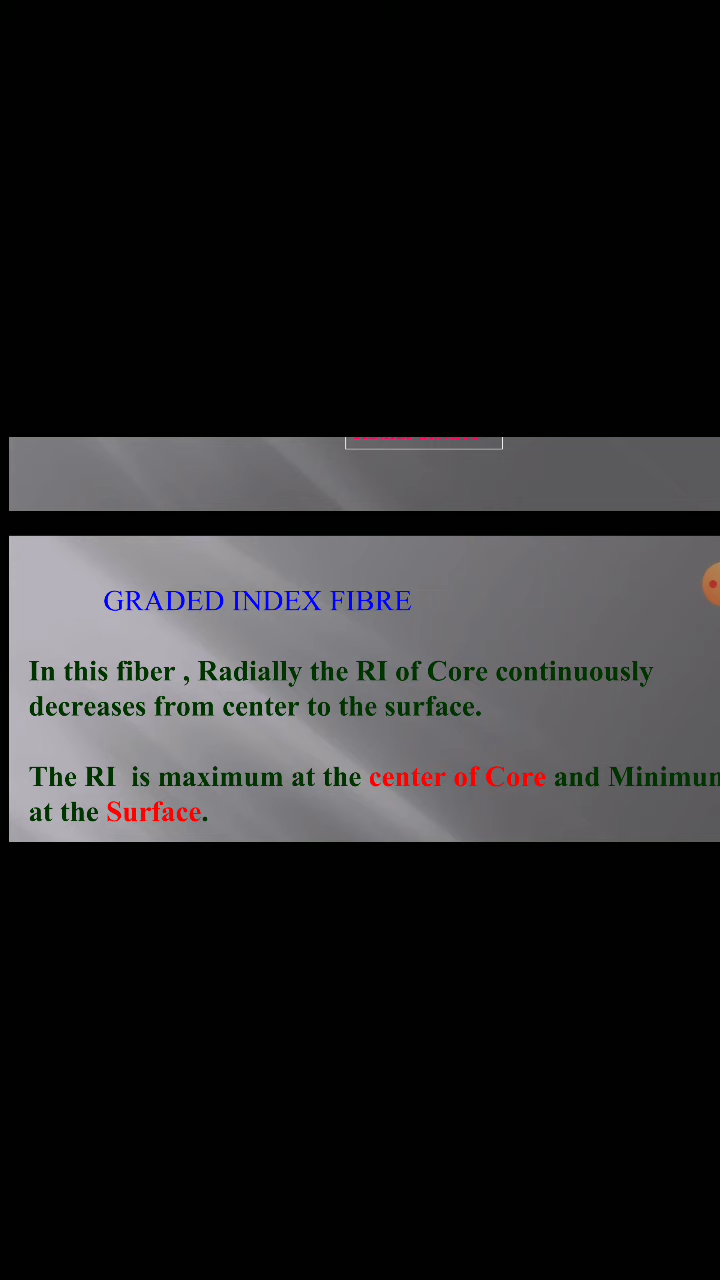 GRADED INDEX FIBRE
In this fiber , Radially the RI of Core continuously
decreases from center to the surface.
The RI is maximum at the center of Core and Minimum
at the Surface.